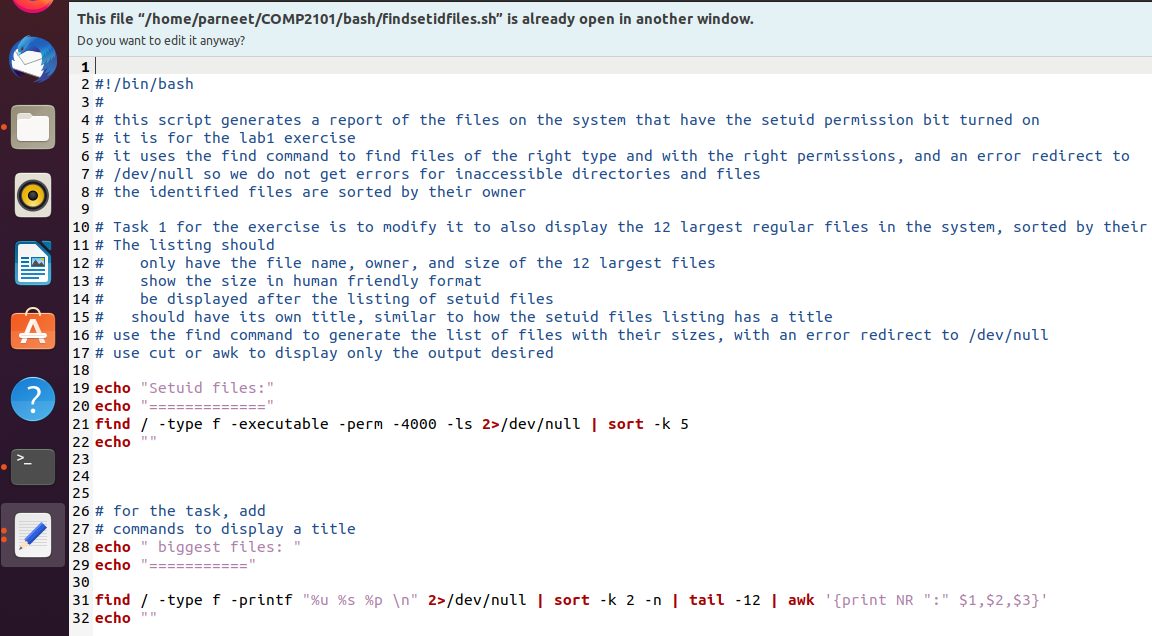 This file “/home/parneet/COMP2101/bash/findsetidfiles.sh” is already open in another window.
Do you want to edit it anyway?
1
2 #!/bin/bash
3 #
4 # this script generates a report of the files on the system that have the setuid permission bit turned on
5 # it is for the lab1 exercise
6 # it uses the find command to find files of the right type and with the right permissions, and an error redirect to
7 # /dev/null so we do not get errors for inaccessible directories and files
8 # the identified files are sorted by their owner
9
10 # Task 1 for the exercise is to modify it to also display the 12 largest regular files in the system, sorted by their
11 # The listing should
12 #    only have the file name, owner, and size of the 12 largest files
13 #    show the size in human friendly format
14 #    be displayed after the listing of setuid files
15 #   should have its own title, similar to how the setuid files listing has a title
16 # use the find command to generate the list of files with their sizes, with an error redirect to /dev/null
17 # use cut or awk to display only the output desired
18
19 echo "Setuid files:"
20 echo "============="
21 find / -type f -executable -perm -4000 -ls 2>/dev/null | sort -k 5
22 echo ""
23
24
25
26 # for the task, add
27 # commands to display a title
28 echo " biggest files: "
29 echo "==========="
30
31 find / -type f -printf "%u %s %p \n" 2>/dev/null | sort -k 2 -n | tail -12 | awk '{print NR ":" $1,$2,$3}'
32 echo ""